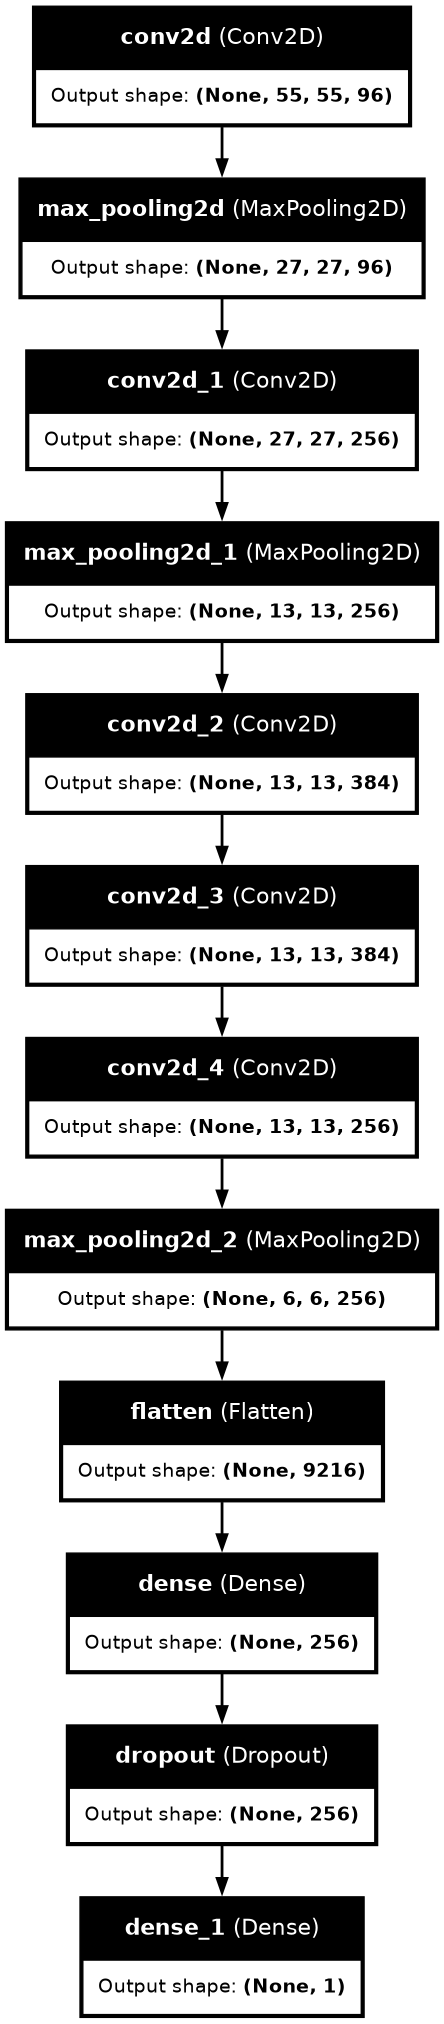 conv2d (Conv2D)
Output shape: (None, 55, 55, 96)
max_pooling2d (MaxPooling2D)
Output shape: (None, 27, 27, 96)
conv2d_1 (Conv2D)
Output shape: (None, 27, 27, 256)
max_pooling2d_1 (MaxPooling2D)
Output shape: (None, 13, 13, 256)
conv2d_2 (Conv2D)
Output shape: (None, 13, 13, 384)
conv2d_3 (Conv2D)
Output shape: (None, 13, 13, 384)
conv2d_4 (Conv2D)
Output shape: (None, 13, 13, 256)
max_pooling2d_2 (MaxPooling2D)
Output shape: (None, 6, 6, 256)
flatten (Flatten)
Output shape: (None, 9216)
dense (Dense)
Output shape: (None, 256)
dropout (Dropout)
Output shape: (None, 256)
dense_1 (Dense)
Output shape: (None, 1)